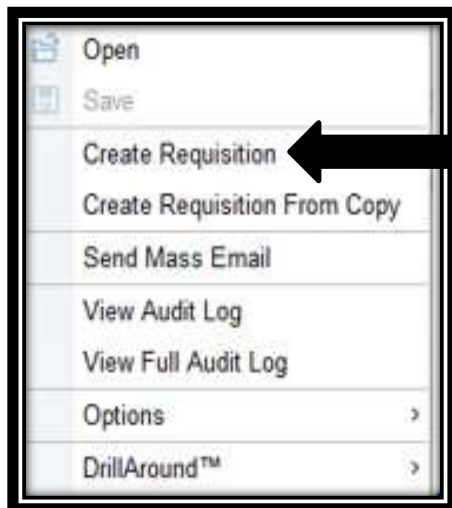 Open
Save
Create Requisition
Create Requisition From Copy
Send Mass Email
View Audit Log
View Full Audit Log
Options
DrillAround™